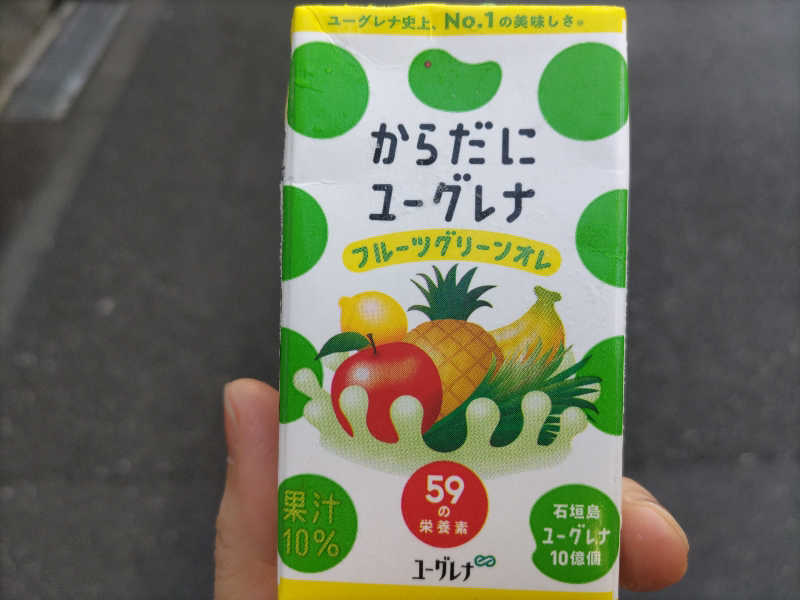 ユーグレナ史上、No.1の美味しさ※
からだに
ユーグレナ
フルーツグリーンオレ
果汁
10%
59
の
栄養素
石垣島
ユーグレナ
10億個
ユーグレナ